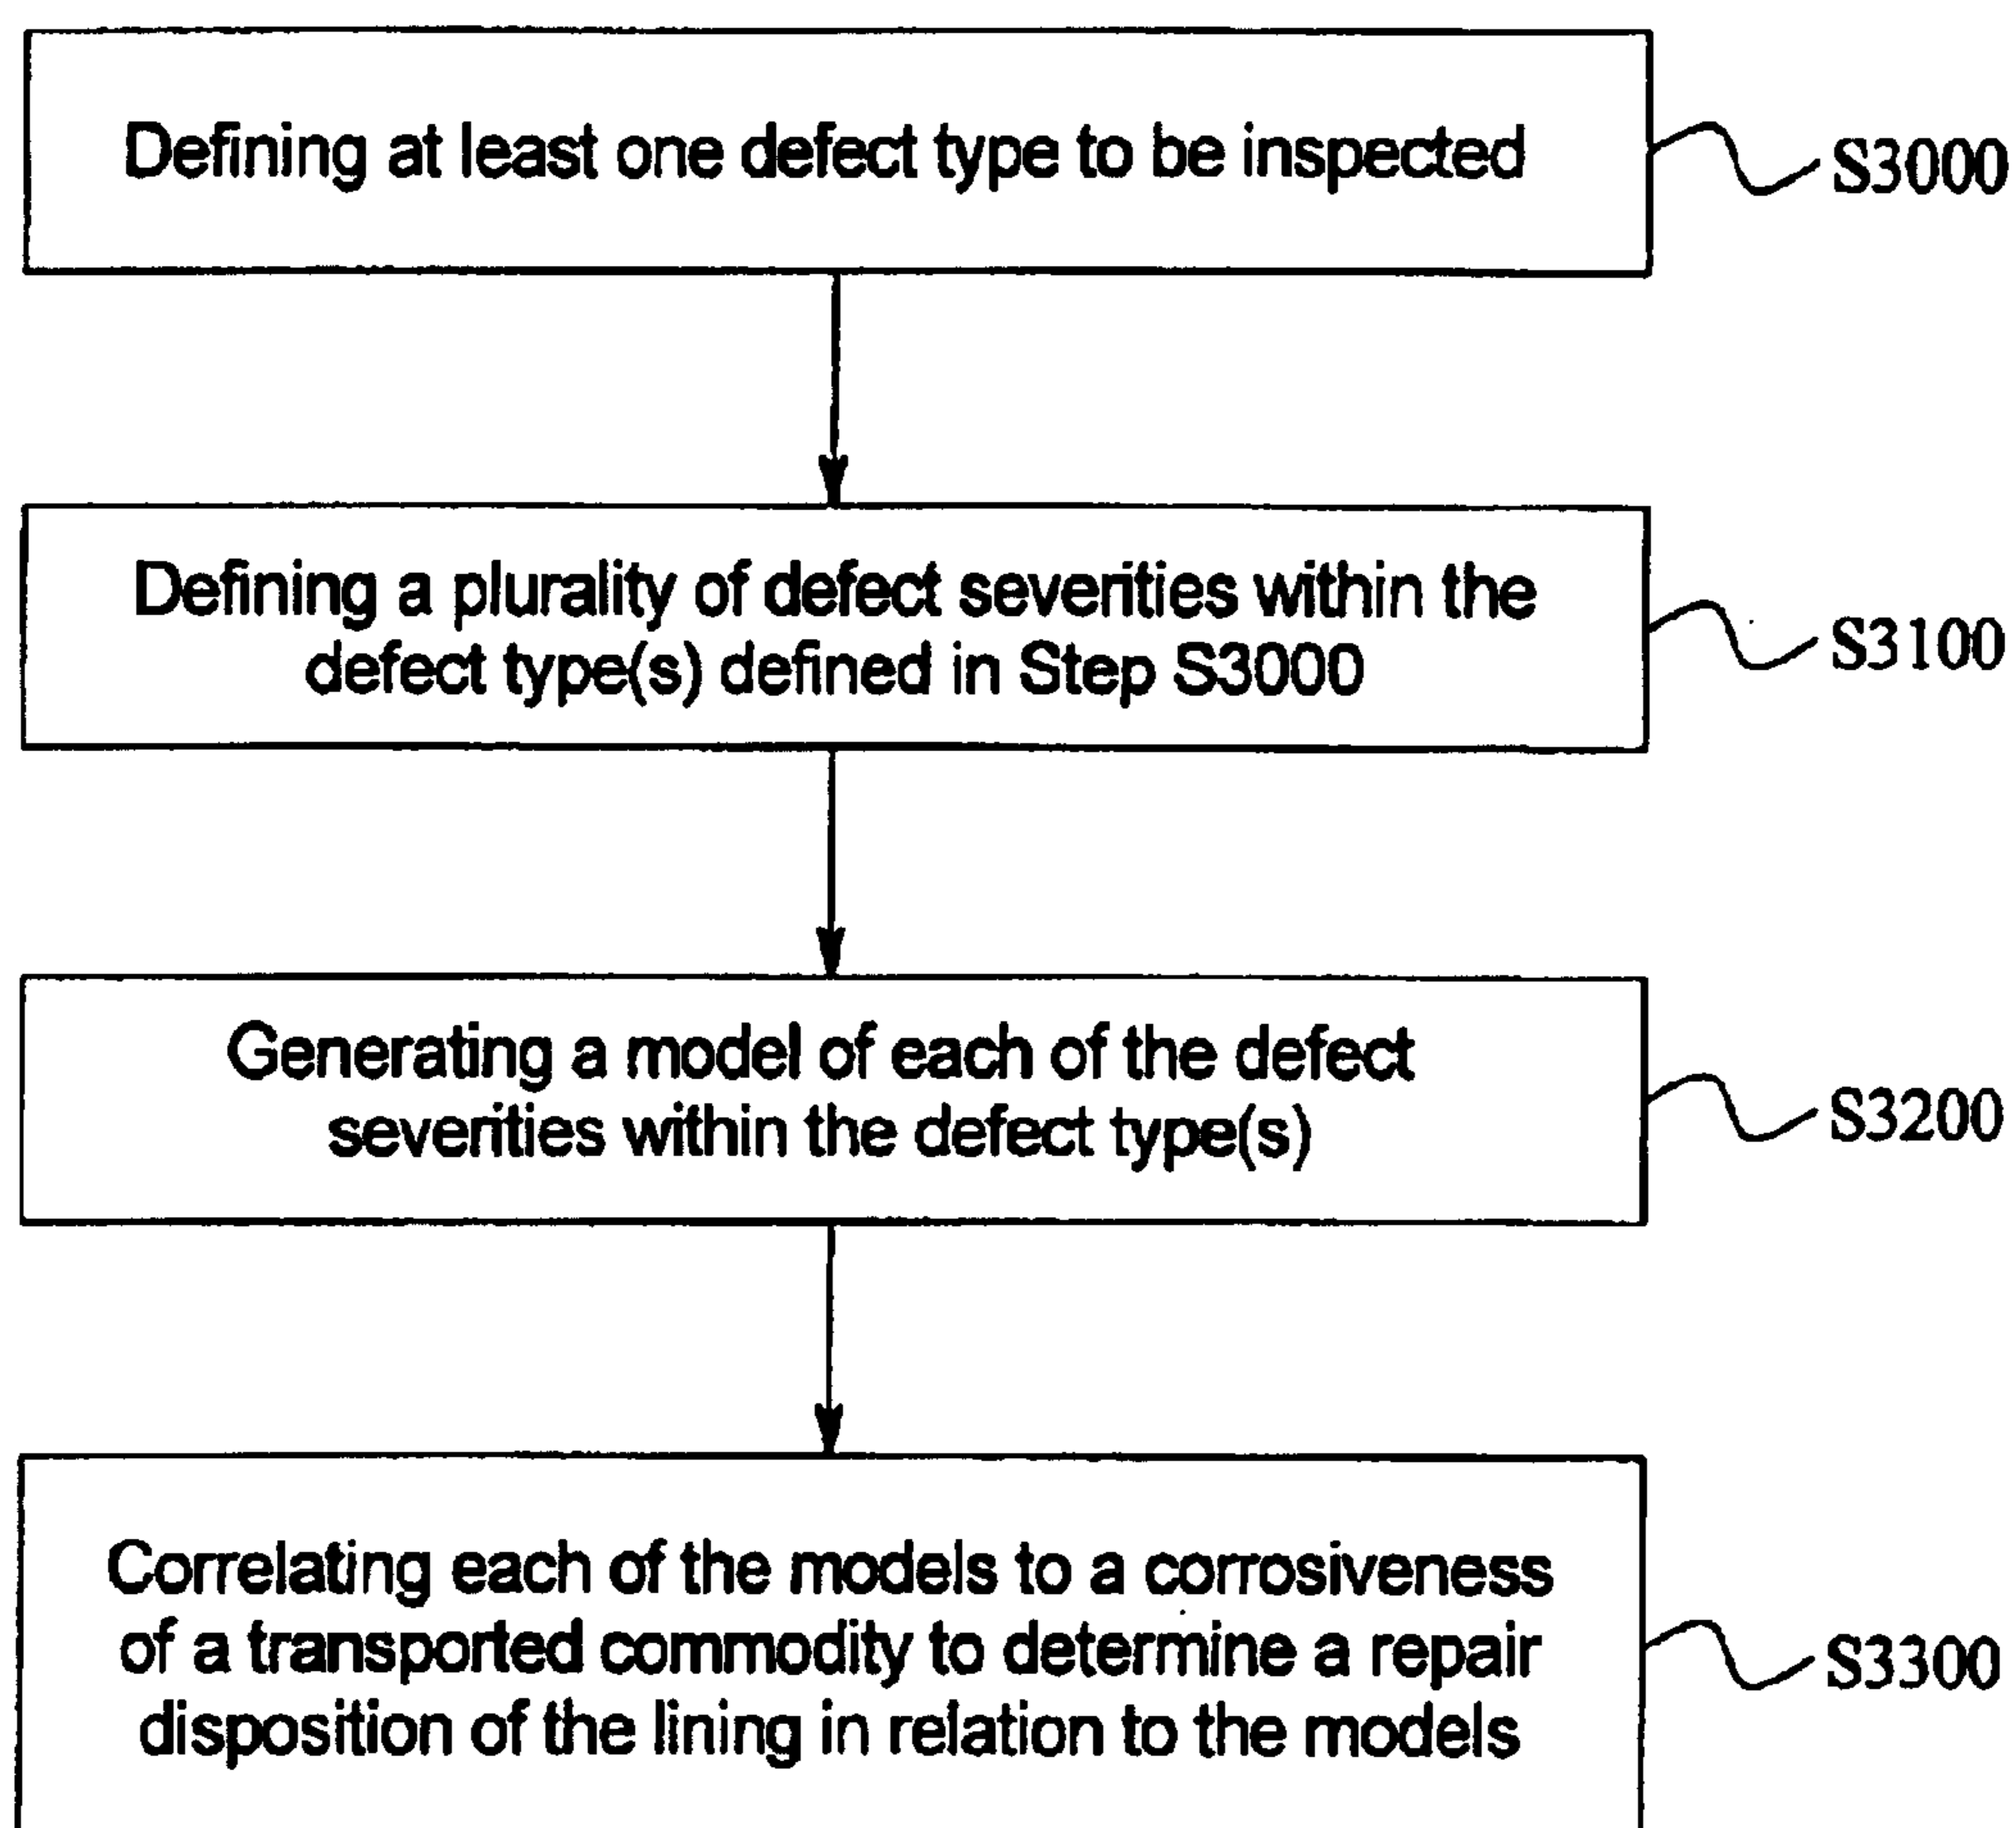 Defining at least one defect type to be inspected
S3000
Defining a plurality of defect severities within the
defect type(s) defined in Step S3000
S3100
Generating a model of each of the defect
severities within the defect type(s)
S3200
Correlating each of the models to a corrosiveness
of a transported commodity to determine a repair
disposition of the lining in relation to the models
S3300